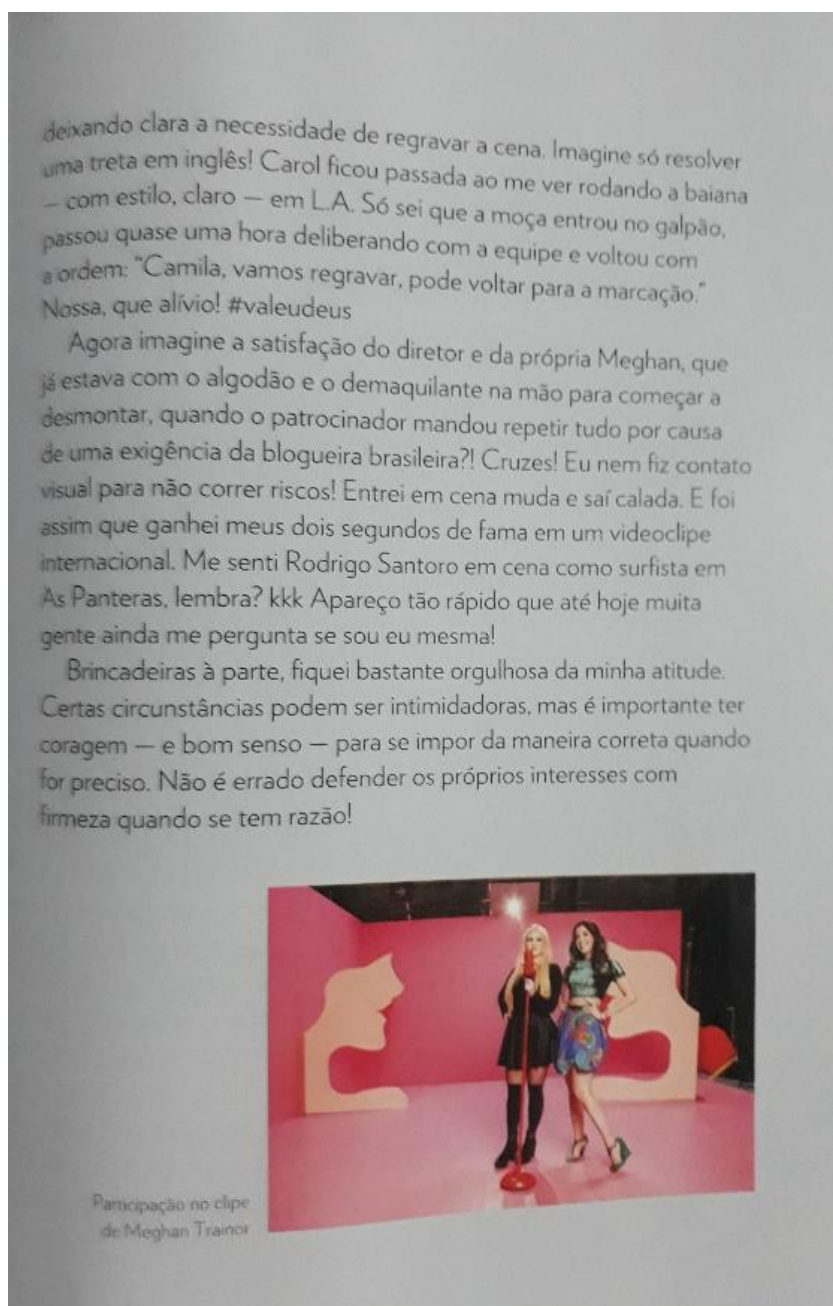 deixando clara a necessidade de regravar a cena. Imagine só resolver
uma treta em inglês! Carol ficou passada ao me ver rodando a baiana
— com estilo, claro — em L.A. Só sei que a moça entrou no galpão,
passou quase uma hora deliberando com a equipe e voltou com
a ordem: "Camila, vamos regravar, pode voltar para a marcação."
Nossa, que alívio! #valeudeus
Agora imagine a satisfação do diretor e da própria Meghan, que
já estava com o algodão e o demaquilante na mão para começar a
desmontar, quando o patrocinador mandou repetir tudo por causa
de uma exigência da blogueira brasileira?! Cruzes! Eu nem fiz contato
visual para não correr riscos! Entrei em cena muda e saí calada. E foi
assim que ganhei meus dois segundos de fama em um videoclipe
internacional. Me senti Rodrigo Santoro em cena como surfista em
As Panteras, lembra? kkk Apareço tão rápido que até hoje muita
gente ainda me pergunta se sou eu mesma!
Brincadeiras à parte, fiquei bastante orgulhosa da minha atitude.
Certas circunstâncias podem ser intimidadoras, mas é importante ter
coragem — e bom senso — para se impor da maneira correta quando
for preciso. Não é errado defender os próprios interesses com
firmeza quando se tem razão!
Participação no clipe
de Meghan Trainor